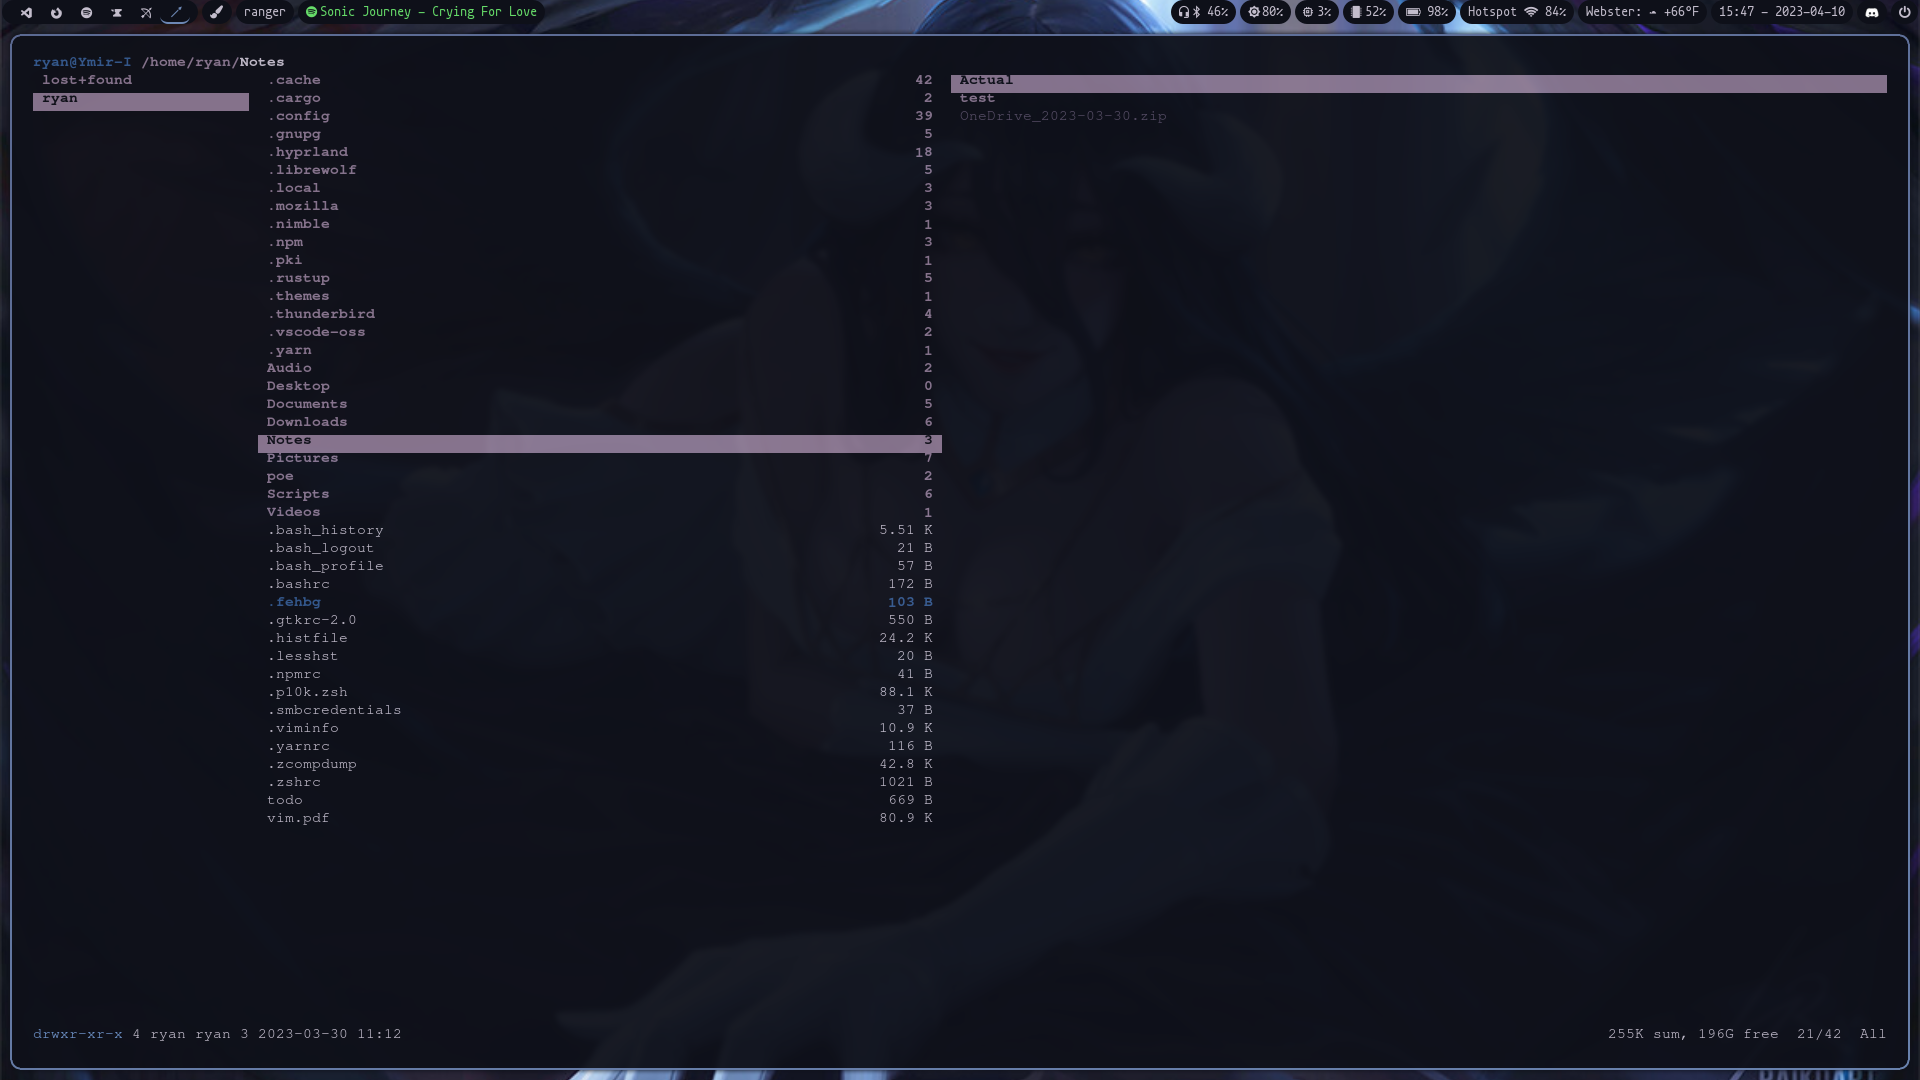 ranger Sonic Journey – Crying For Love 46% 80% 3% 52% 98% Hotspot 84% Webster: +66°F 15:47 – 2023-04-10
ryan@Ymir-I /home/ryan/Notes
lost+found
ryan
.cache 42
.cargo 2
.config 39
.gnupg 5
.hyprland 18
.librewolf 5
.local 3
.mozilla 3
.nimble 1
.npm 3
.pki 1
.rustup 5
.themes 1
.thunderbird 4
.vscode-oss 2
.yarn 1
Audio 2
Desktop 0
Documents 5
Downloads 6
Notes 3
Pictures 7
poe 2
Scripts 6
Videos 1
.bash_history 5.51 K
.bash_logout 21 B
.bash_profile 57 B
.bashrc 172 B
.fehbg 103 B
.gtkrc-2.0 550 B
.histfile 24.2 K
.lesshst 20 B
.npmrc 41 B
.p10k.zsh 88.1 K
.smbcredentials 37 B
.viminfo 10.9 K
.yarnrc 116 B
.zcompdump 42.8 K
.zshrc 1021 B
todo 669 B
vim.pdf 80.9 K
Actual
test
OneDrive_2023-03-30.zip
drwxr-xr-x 4 ryan ryan 3 2023-03-30 11:12 255K sum, 196G free 21/42 All